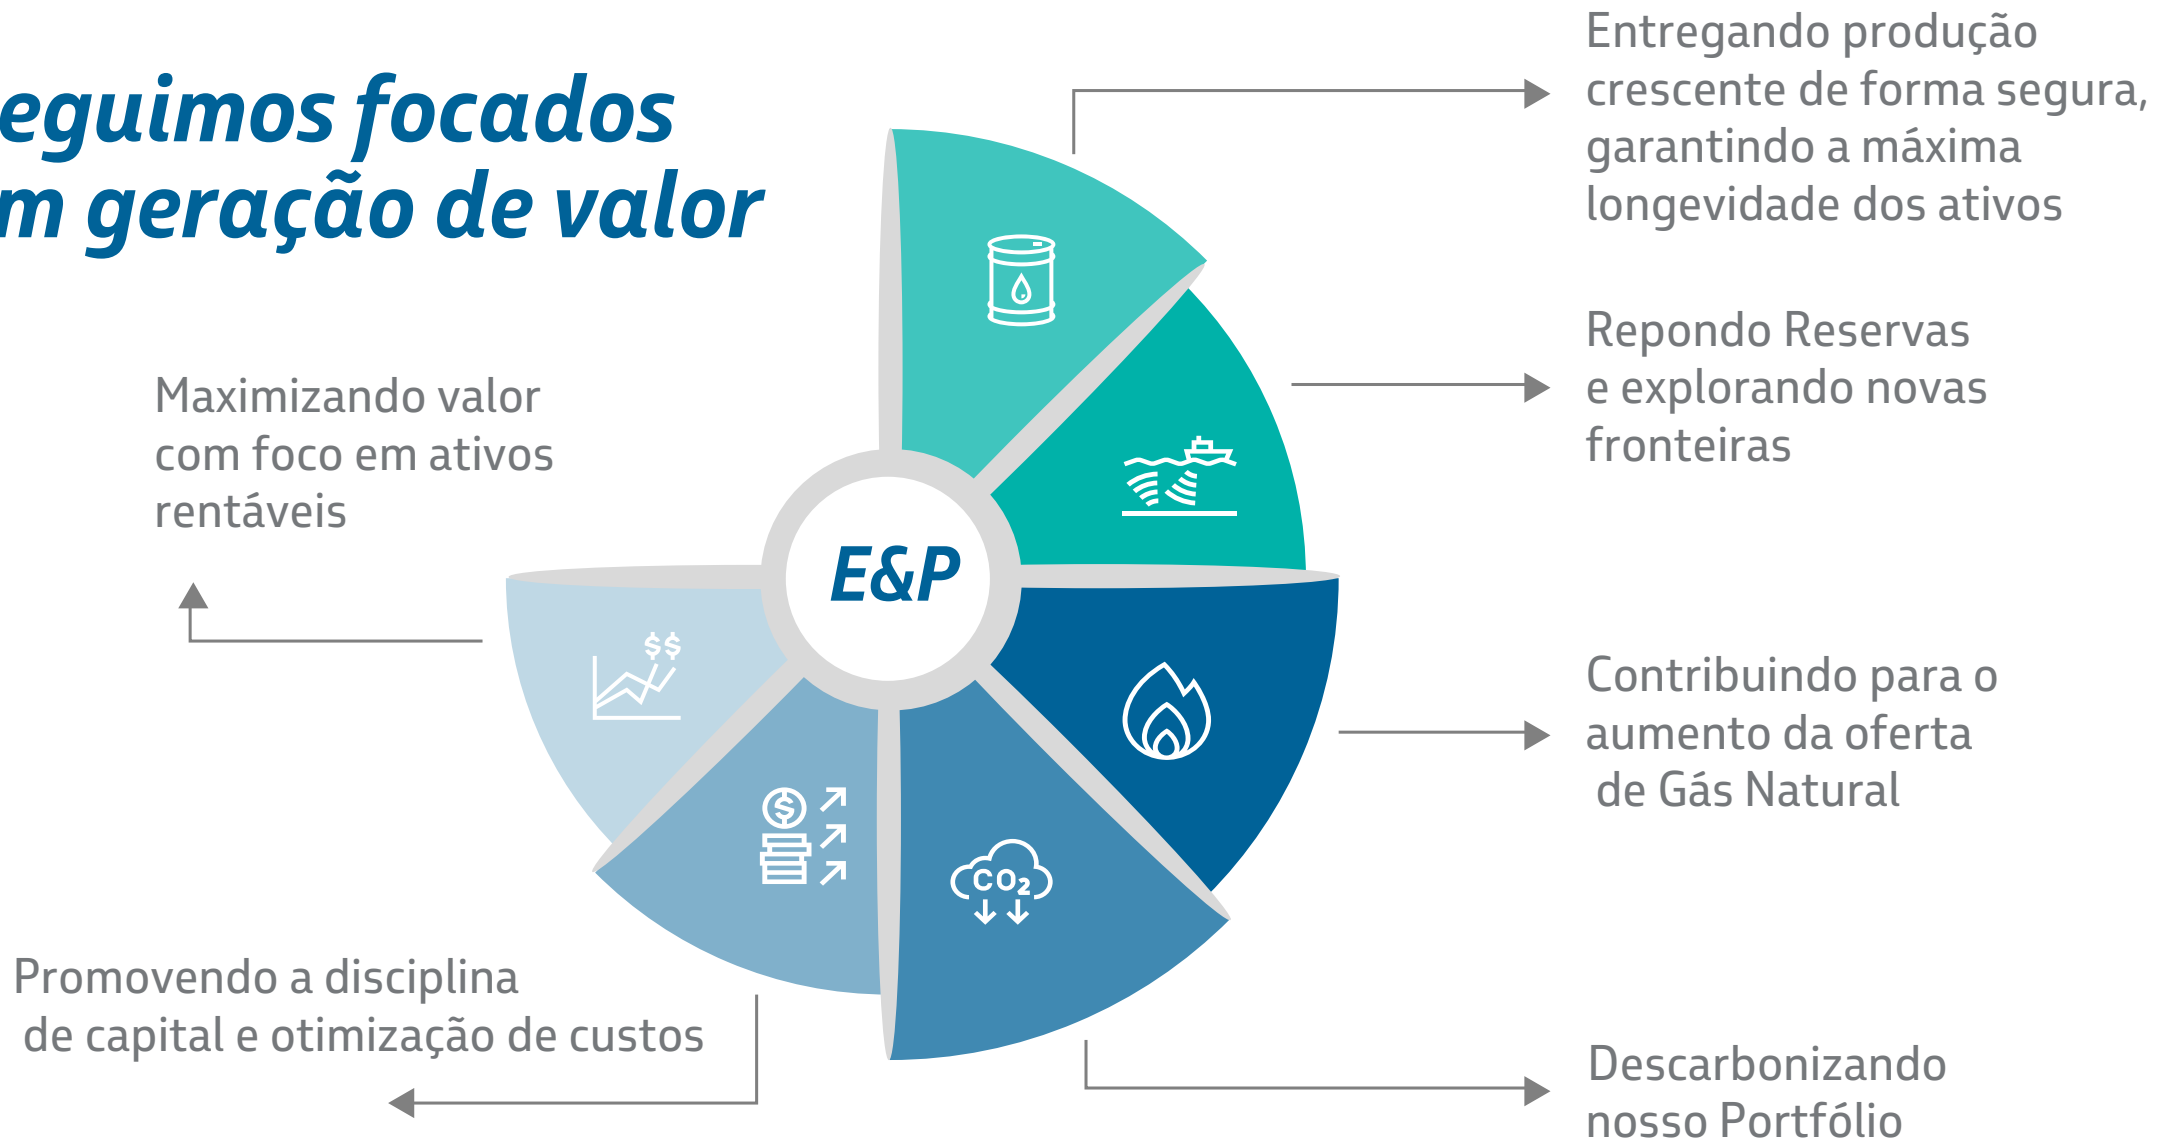 eguimos focados
m geração de valor
Entregando produção
crescente de forma segura,
garantindo a máxima
longevidade dos ativos
Repondo Reservas
e explorando novas
fronteiras
Maximizando valor
com foco em ativos
rentáveis
E&P
$$
Contribuindo para o
aumento da oferta
de Gás Natural
$
CO₂
Promovendo a disciplina
de capital e otimização de custos
Descarbonizando
nosso Portfólio